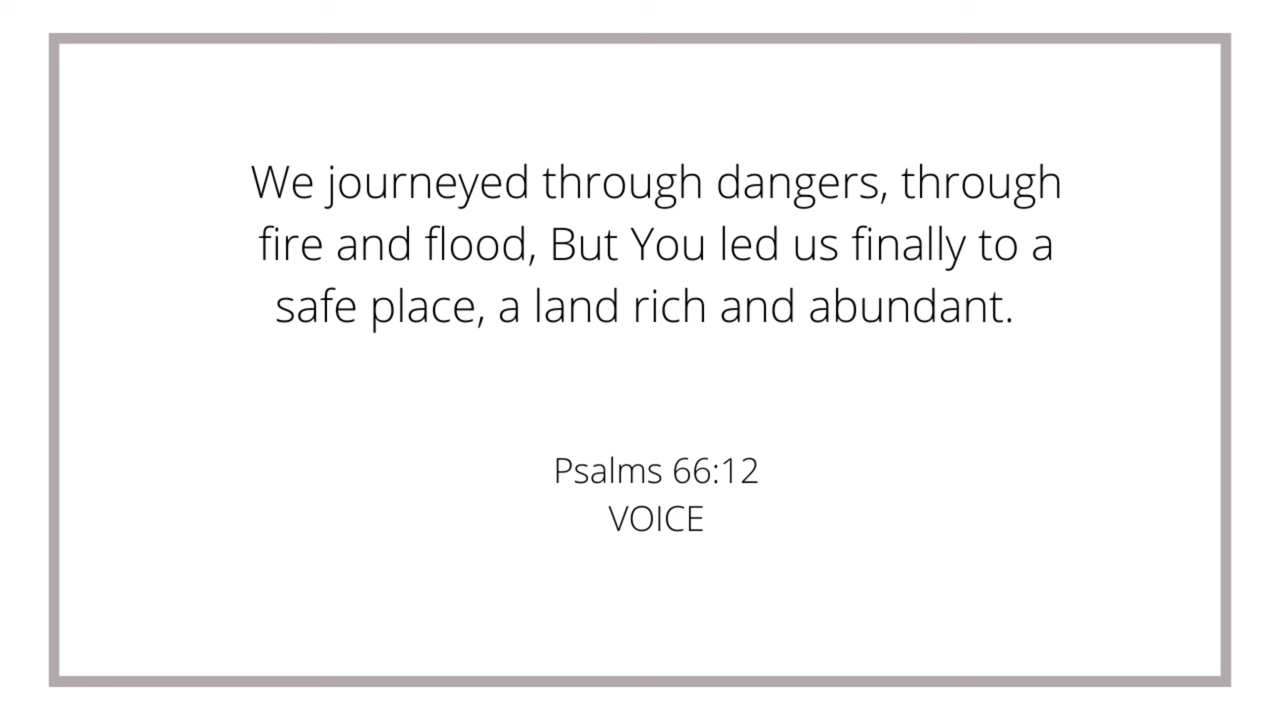 We journeyed through dangers, through
fire and flood, But You led us finally to a
safe place, a land rich and abundant.
Psalms 66:12
VOICE